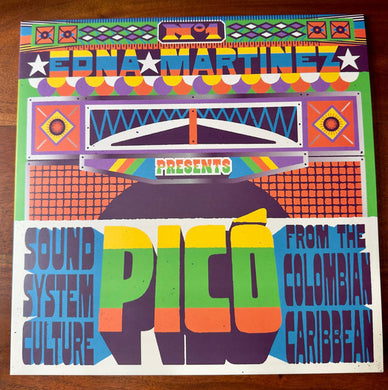 Nº1
EDNA★MARTINEZ
PRESENTS
PICÓ
SOUND
SYSTEM
CULTURE
FROM THE
COLOMBIAN
CARIBBEAN